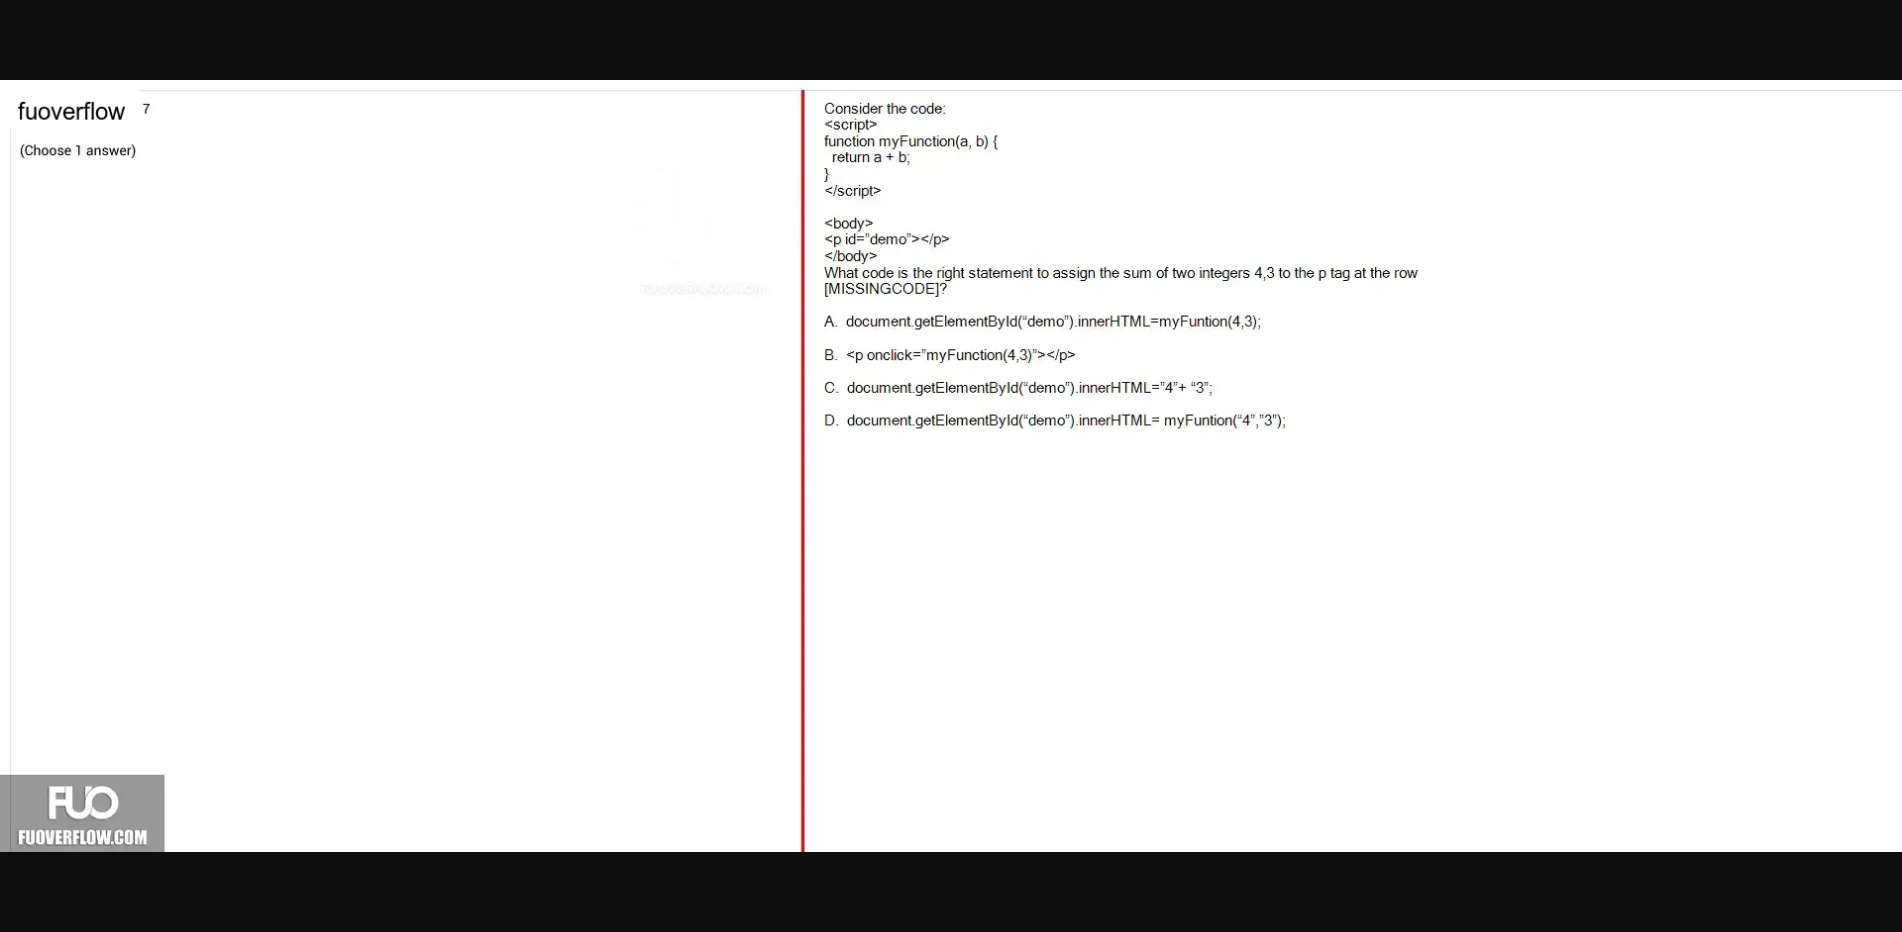 fuoverflow 7
(Choose 1 answer)
Consider the code:
<script>
function myFunction(a, b) {
return a + b;
}
</script>
<body>
<p id=”demo”></p>
</body>
What code is the right statement to assign the sum of two integers 4,3 to the p tag at the row
[MISSINGCODE]?
A. document.getElementById(“demo”).innerHTML=myFuntion(4,3);
B. <p onclick=”myFunction(4,3)”></p>
C. document.getElementById(“demo”).innerHTML=”4”+ “3”;
D. document.getElementById(“demo”).innerHTML= myFuntion(“4”,”3”);
FUO
FUOVERFLOW.COM
FUO
FUOVERFLOW.COM